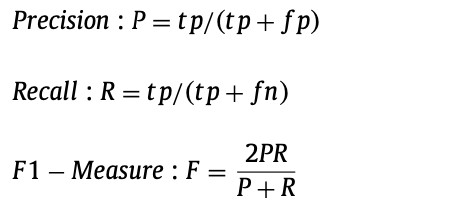 Precision : P = tp/(tp + fp)
Recall : R = tp/(tp + fn)
F1 – Measure : F = 2PR / P + R